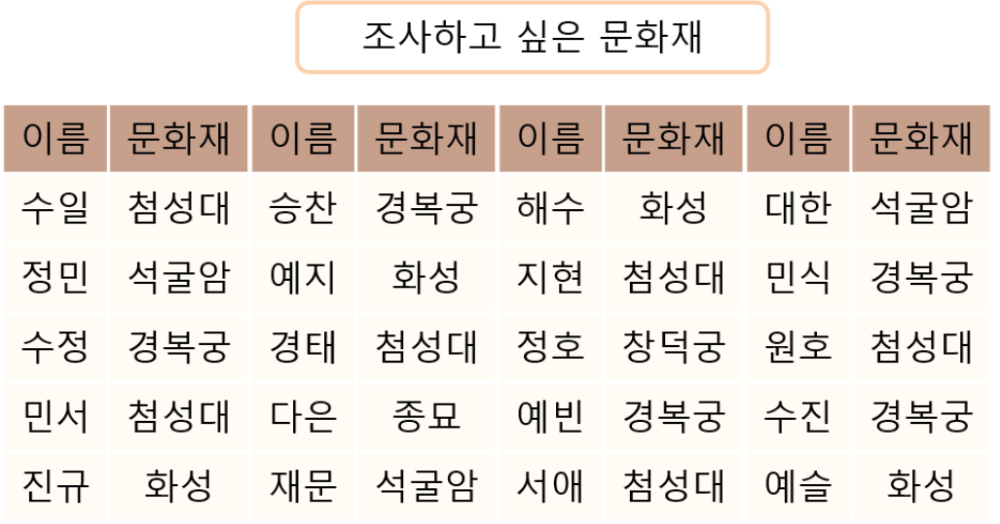 조사하고 싶은 문화재
이름 문화재 이름 문화재 이름 문화재 이름 문화재
수일 첨성대 승찬 경복궁 해수 화성 대한 석굴암
정민 석굴암 예지 화성 지현 첨성대 민식 경복궁
수정 경복궁 경태 첨성대 정호 창덕궁 원호 첨성대
민서 첨성대 다은 종묘 예빈 경복궁 수진 경복궁
진규 화성 재문 석굴암 서애 첨성대 예슬 화성